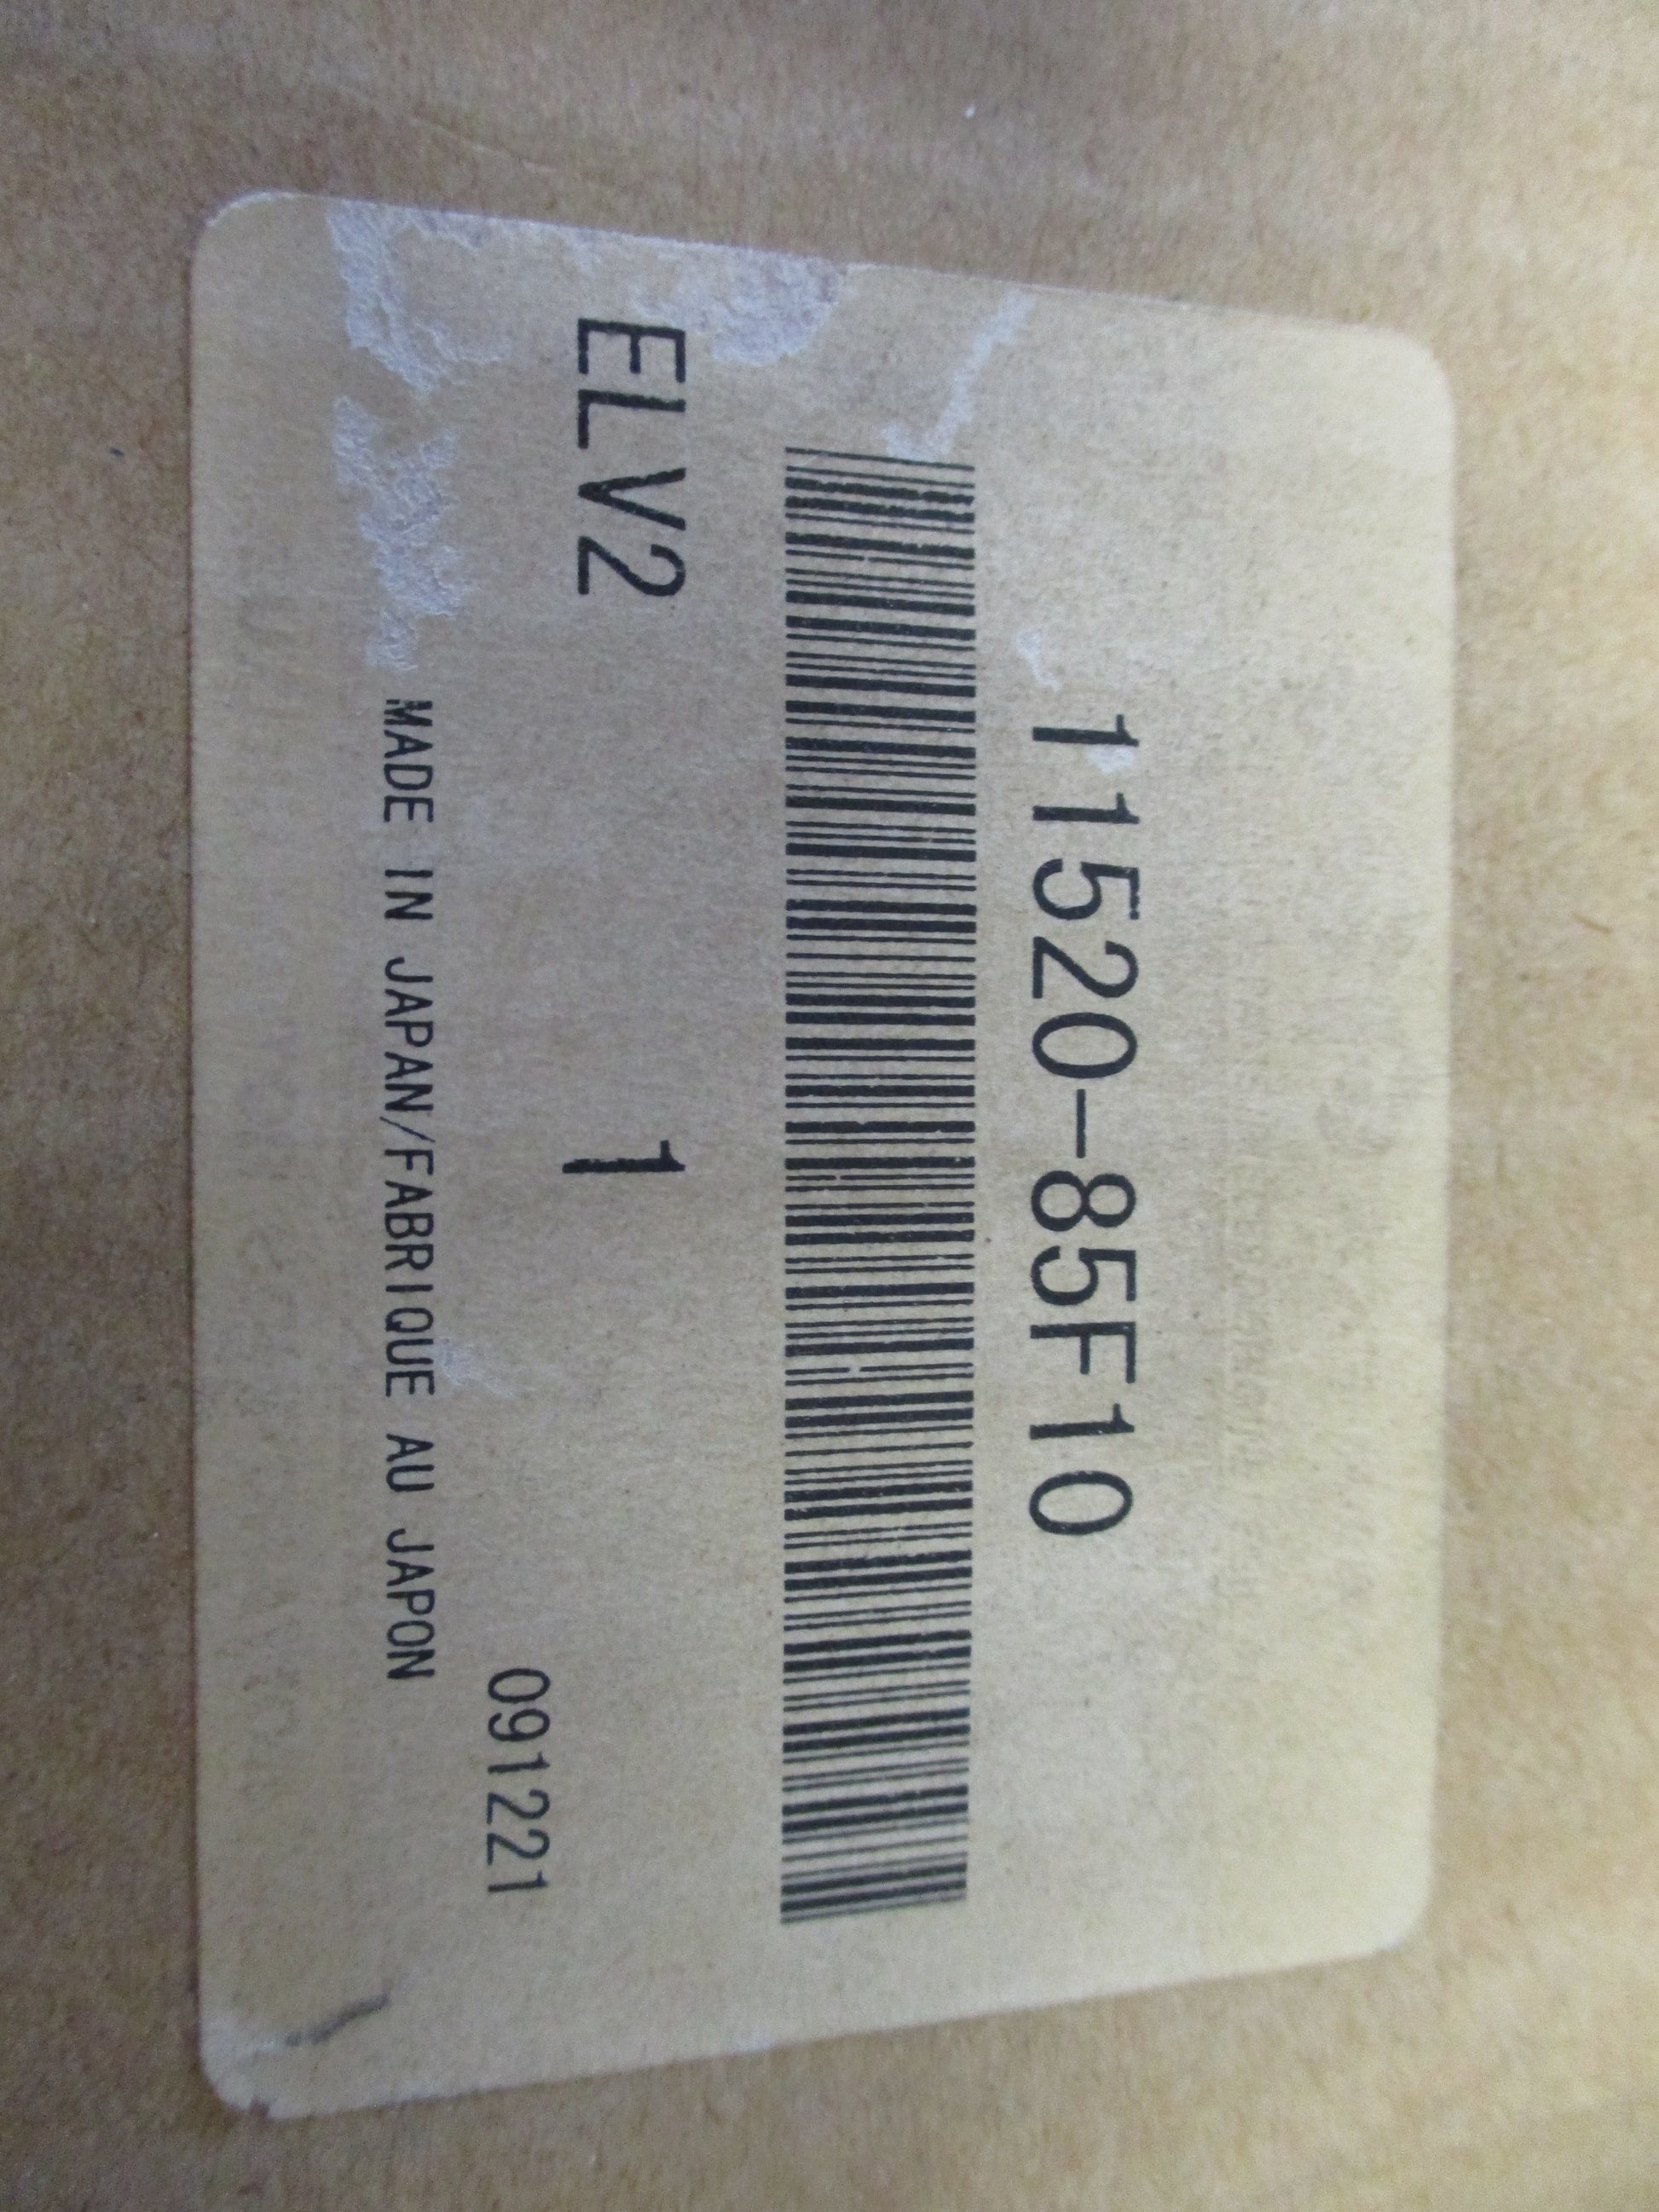 11520-85F10
ELV2 1
091221
MADE IN JAPAN/FABRIQUE AU JAPON